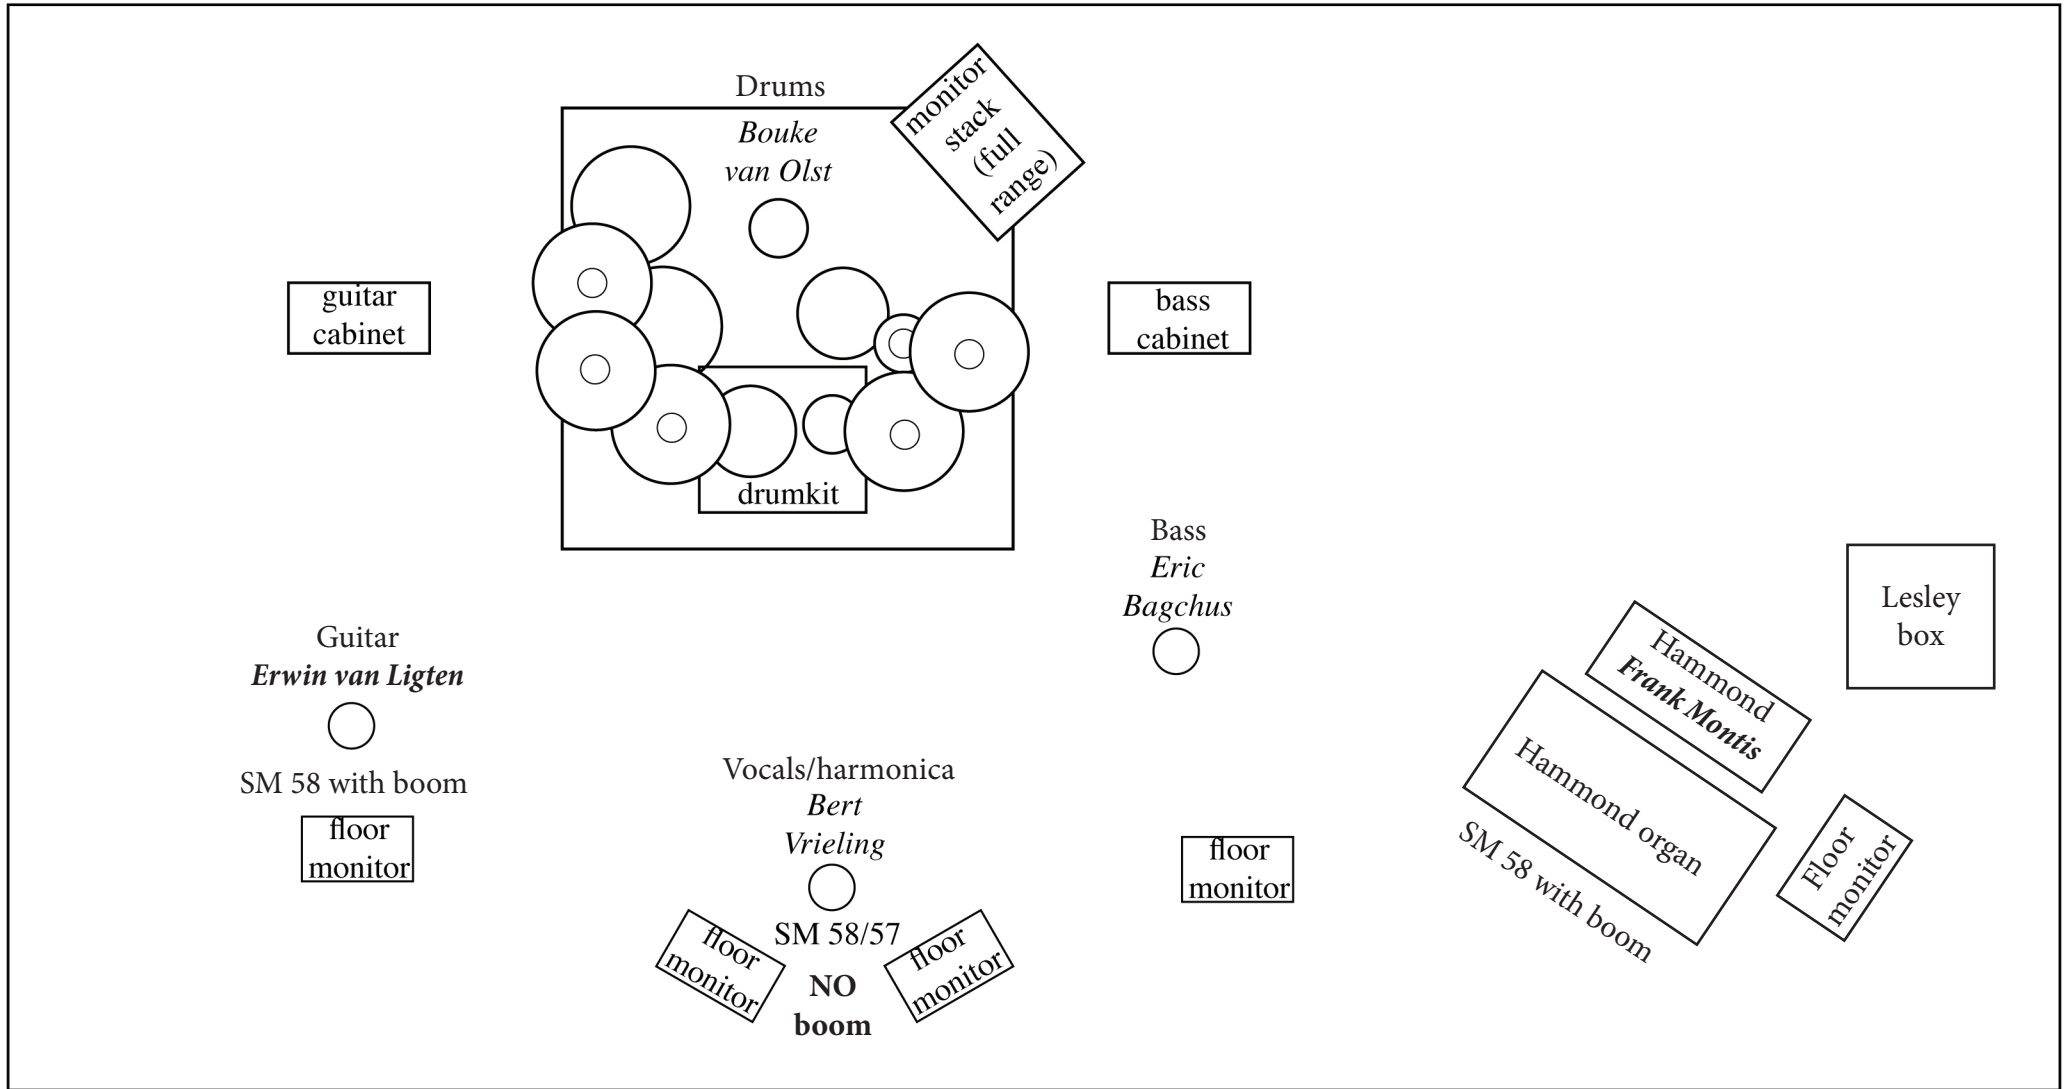 Drums
Bouke
van Olst
monitor
stack
(full
range)
guitar
cabinet
bass
cabinet
drumkit
Bass
Eric
Bagchus
Lesley
box
Guitar
Erwin van Ligten
Hammond
Frank Montis
Hammond organ
SM 58 with boom
Floor
monitor
SM 58 with boom
floor
monitor
Vocals/harmonica
Bert
Vrieling
floor
monitor
SM 58/57
NO
boom
floor
monitor
floor
monitor